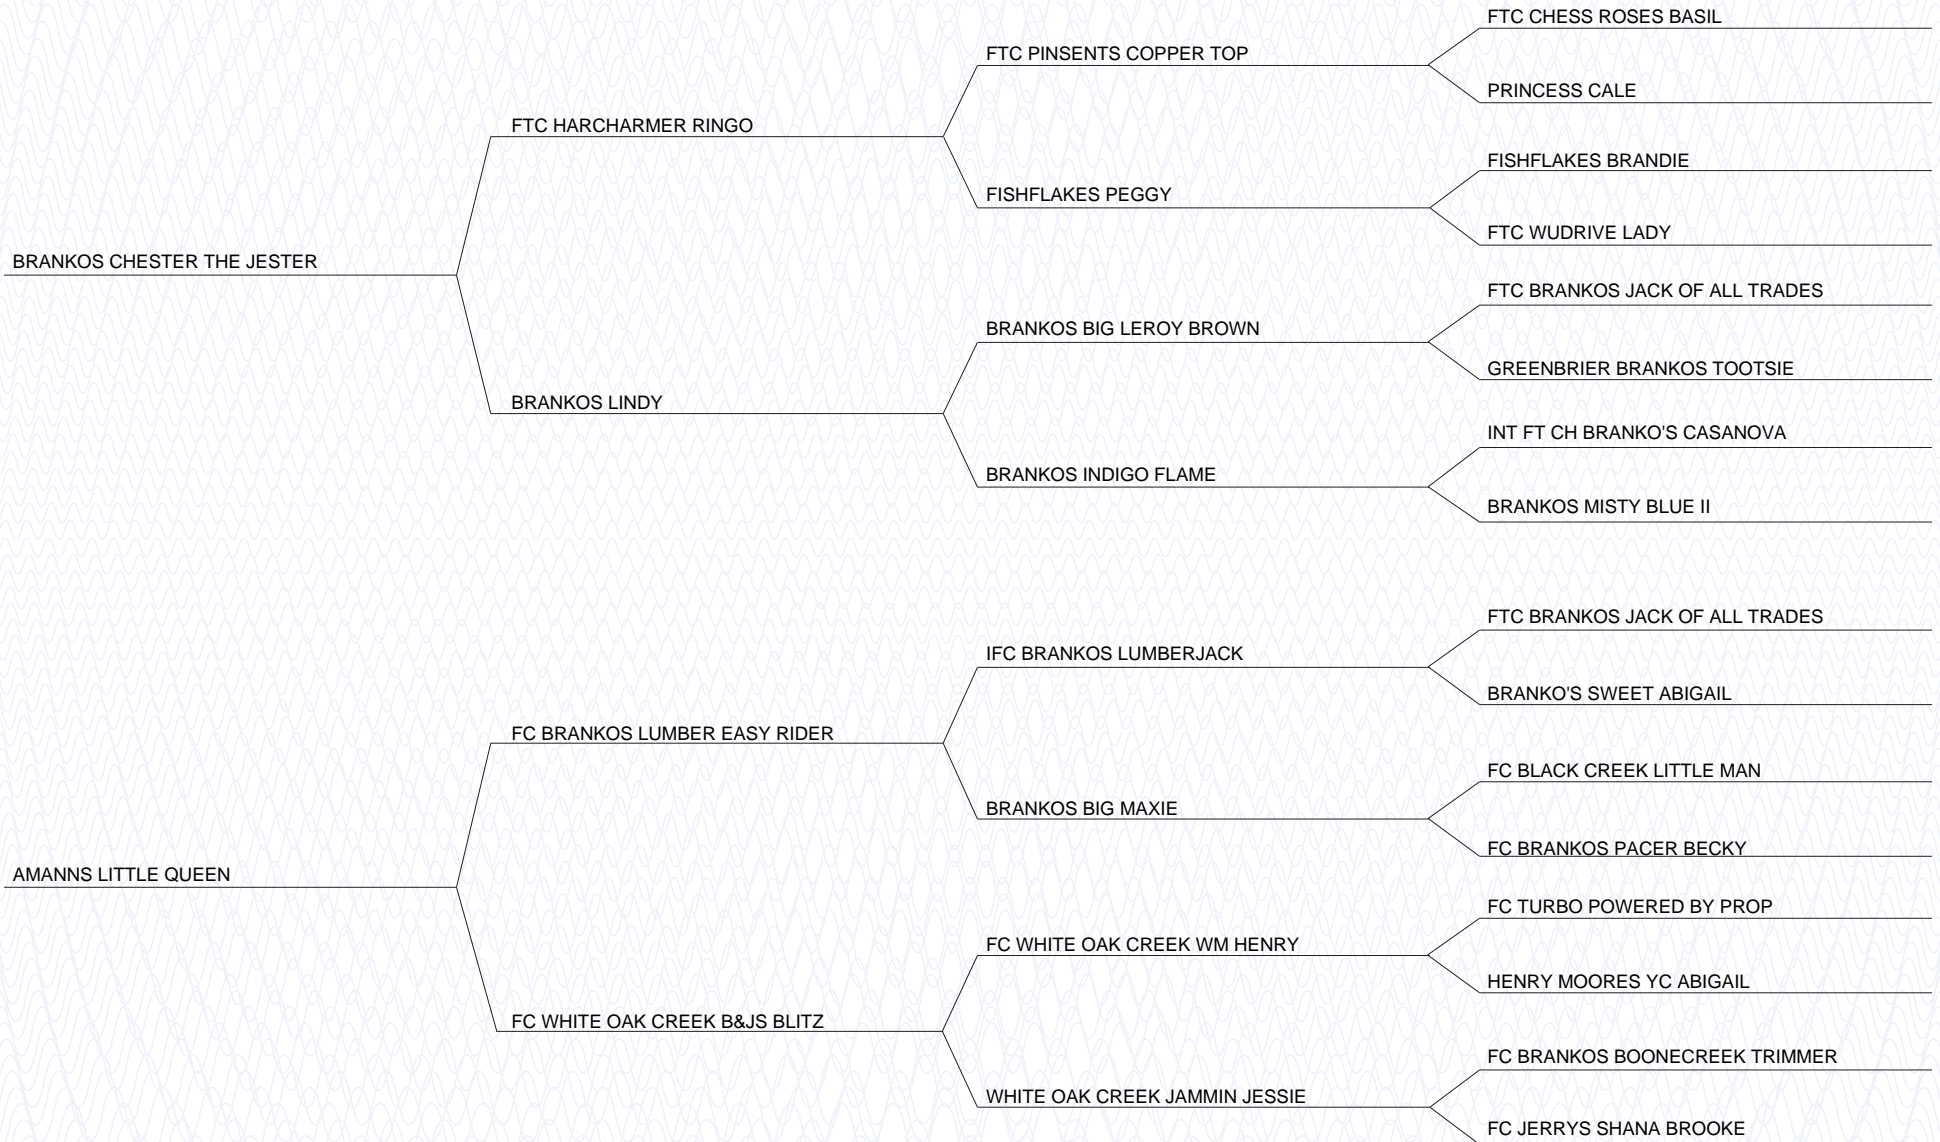 FTC CHESS ROSES BASIL
FTC PINSENTS COPPER TOP
PRINCESS CALE
FTC HARCHARMER RINGO
FISHFLAKES BRANDIE
FISHFLAKES PEGGY
FTC WUDRIVE LADY
BRANKOS CHESTER THE JESTER
FTC BRANKOS JACK OF ALL TRADES
BRANKOS BIG LEROY BROWN
GREENBRIER BRANKOS TOOTSIE
BRANKOS LINDY
INT FT CH BRANKO'S CASANOVA
BRANKOS INDIGO FLAME
BRANKOS MISTY BLUE II
FTC BRANKOS JACK OF ALL TRADES
IFC BRANKOS LUMBERJACK
BRANKO'S SWEET ABIGAIL
FC BRANKOS LUMBER EASY RIDER
FC BLACK CREEK LITTLE MAN
BRANKOS BIG MAXIE
FC BRANKOS PACER BECKY
AMANNS LITTLE QUEEN
FC TURBO POWERED BY PROP
FC WHITE OAK CREEK WM HENRY
HENRY MOORES YC ABIGAIL
FC WHITE OAK CREEK B&JS BLITZ
FC BRANKOS BOONECREEK TRIMMER
WHITE OAK CREEK JAMMIN JESSIE
FC JERRYS SHANA BROOKE